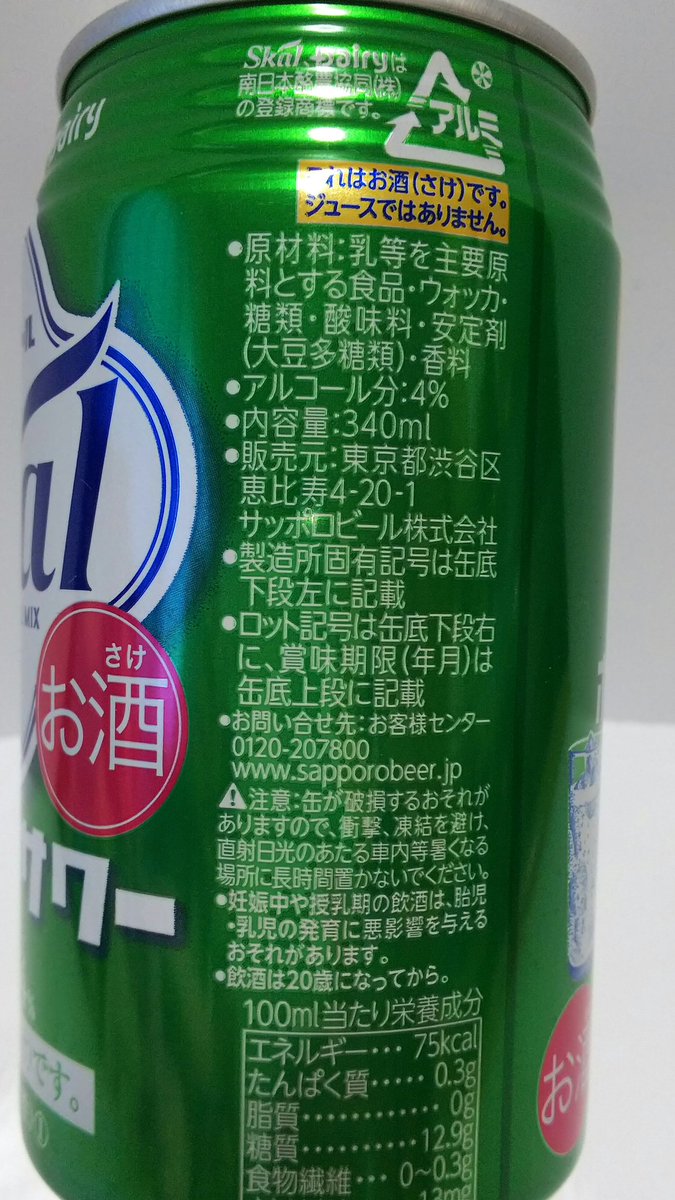 Skal Dairyは
南日本酪農協同(株)
の登録商標です。
アルミ
これはお酒(さけ)です。
ジュースではありません。
●原材料:乳等を主要原
料とする食品・ウォッカ・
糖類・酸味料・安定剤
(大豆多糖類)・香料
●アルコール分:4%
●内容量:340ml
●販売元:東京都渋谷区
恵比寿4-20-1
サッポロビール株式会社
●製造所固有記号は缶底
下段左に記載
●ロット記号は缶底下段右
に、賞味期限(年月)は
缶底上段に記載
●お問い合せ先:お客様センター
0120-207800
www.sapporobeer.jp
⚠注意:缶が破損するおそれが
ありますので、衝撃、凍結を避け、
直射日光のあたる車内等暑くなる
場所に長時間置かないでください。
●妊娠中や授乳期の飲酒は、胎児
・乳児の発育に悪影響を与える
おそれがあります。
●飲酒は20歳になってから。
100ml当たり栄養成分
エネルギー… 75kcal
たんぱく質…… 0.3g
脂質………… 0g
糖質………… 12.9g
食物繊維… 0~0.3g
13mg
airy
al
MIX
さけ
お酒
サワー
です。
お酒